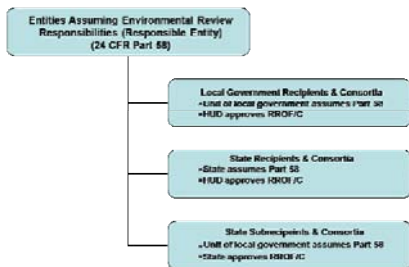 Entities Assuming Environmental Review
Responsibilities (Responsible Entity)
(24 CFR Part 58)
Local Government Recipients & Consortia
•Unit of local government assumes Part 58
•HUD approves RROF/C
State Recipients & Consortia
•State assumes Part 58
•HUD approves RROF/C
State Subrecipients & Consortia
•Unit of local government assumes Part 58
•State approves RROF/C